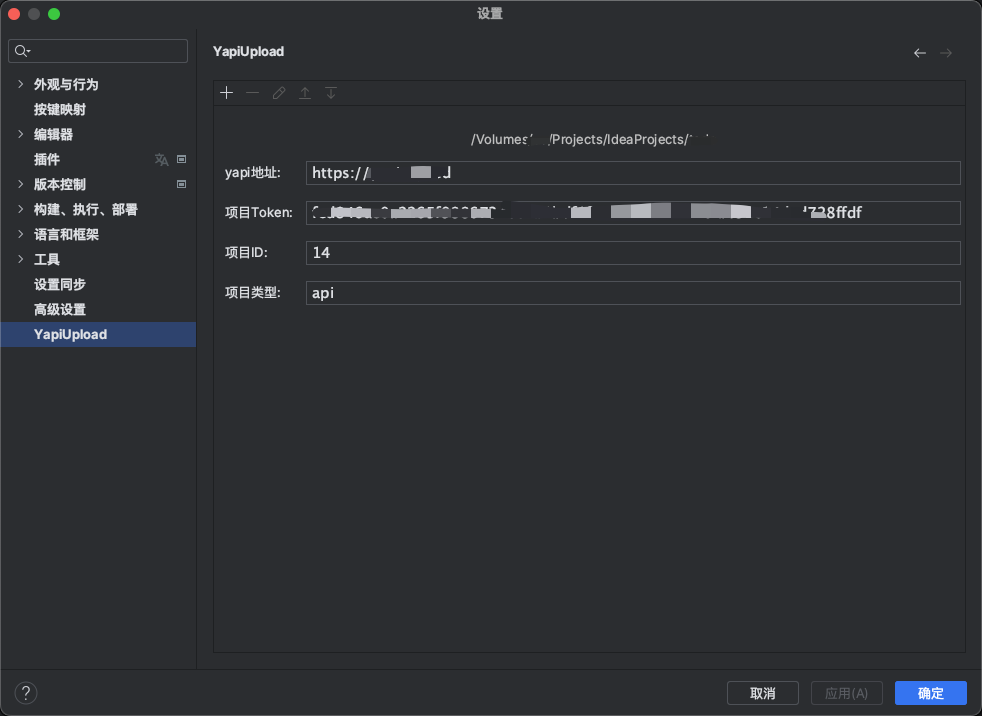 设置
YapiUpload
外观与行为
按键映射
编辑器
插件
版本控制
构建、执行、部署
语言和框架
工具
设置同步
高级设置
YapiUpload
/Volumes /Projects/IdeaProjects/
yapi地址:
https://
项目Token:
728ffdf
项目ID:
14
项目类型:
api
?
取消
应用(A)
确定